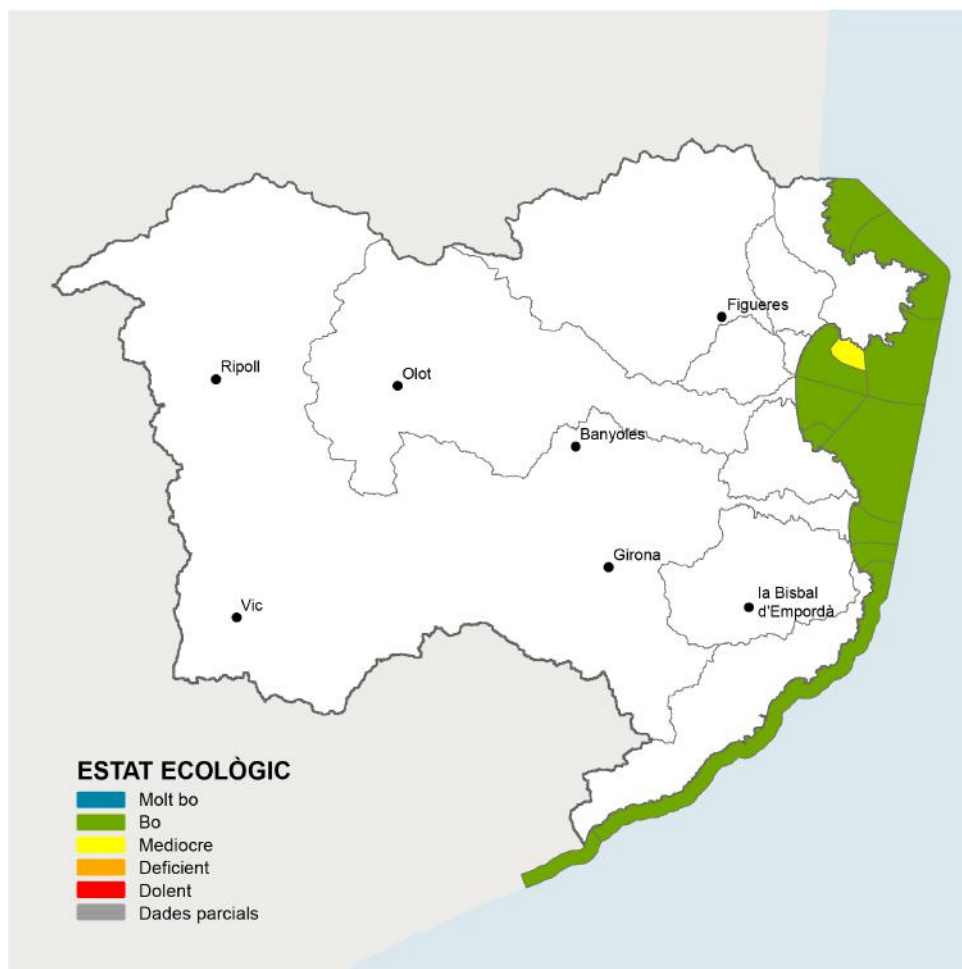 Figueres
Ripoll
Olot
Banyoles
Girona
Vic
la Bisbal
d'Empordà
ESTAT ECOLÒGIC
Molt bo
Bo
Mediocre
Deficient
Dolent
Dades parcials